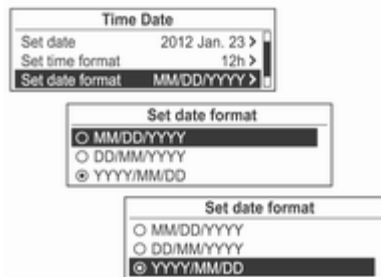 Time Date
Set date 2012 Jan. 23 >
Set time format 12h >
Set date format MM/DD/YYYY >
Set date format
○ MM/DD/YYYY
○ DD/MM/YYYY
◉ YYYY/MM/DD
Set date format
○ MM/DD/YYYY
○ DD/MM/YYYY
◉ YYYY/MM/DD